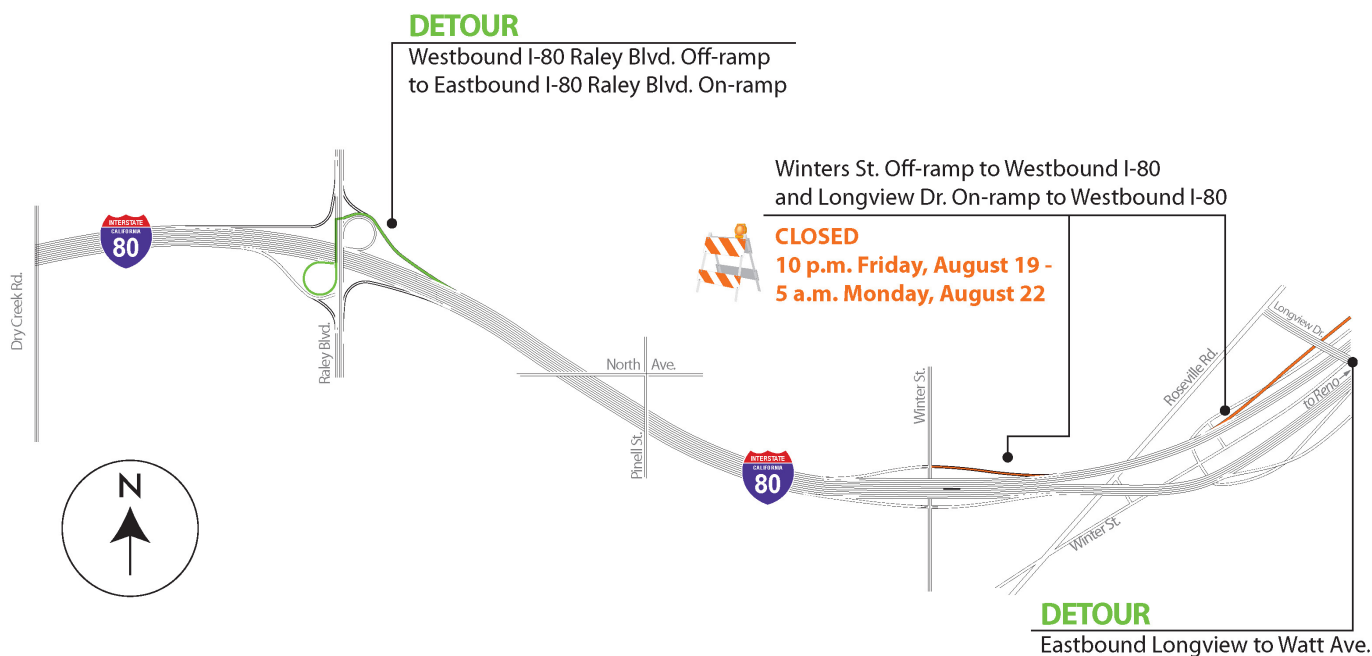 DETOUR
Westbound I-80 Raley Blvd. Off-ramp
to Eastbound I-80 Raley Blvd. On-ramp
Winters St. Off-ramp to Westbound I-80
and Longview Dr. On-ramp to Westbound I-80
CLOSED
10 p.m. Friday, August 19 -
5 a.m. Monday, August 22
INTERSTATE
CALIFORNIA
80
Dry Creek Rd.
Raley Blvd.
North Ave.
Pinell St.
INTERSTATE
CALIFORNIA
80
Winter St.
Roseville Rd.
Longview Dr.
to Reno
Winter St.
N
DETOUR
Eastbound Longview to Watt Ave.